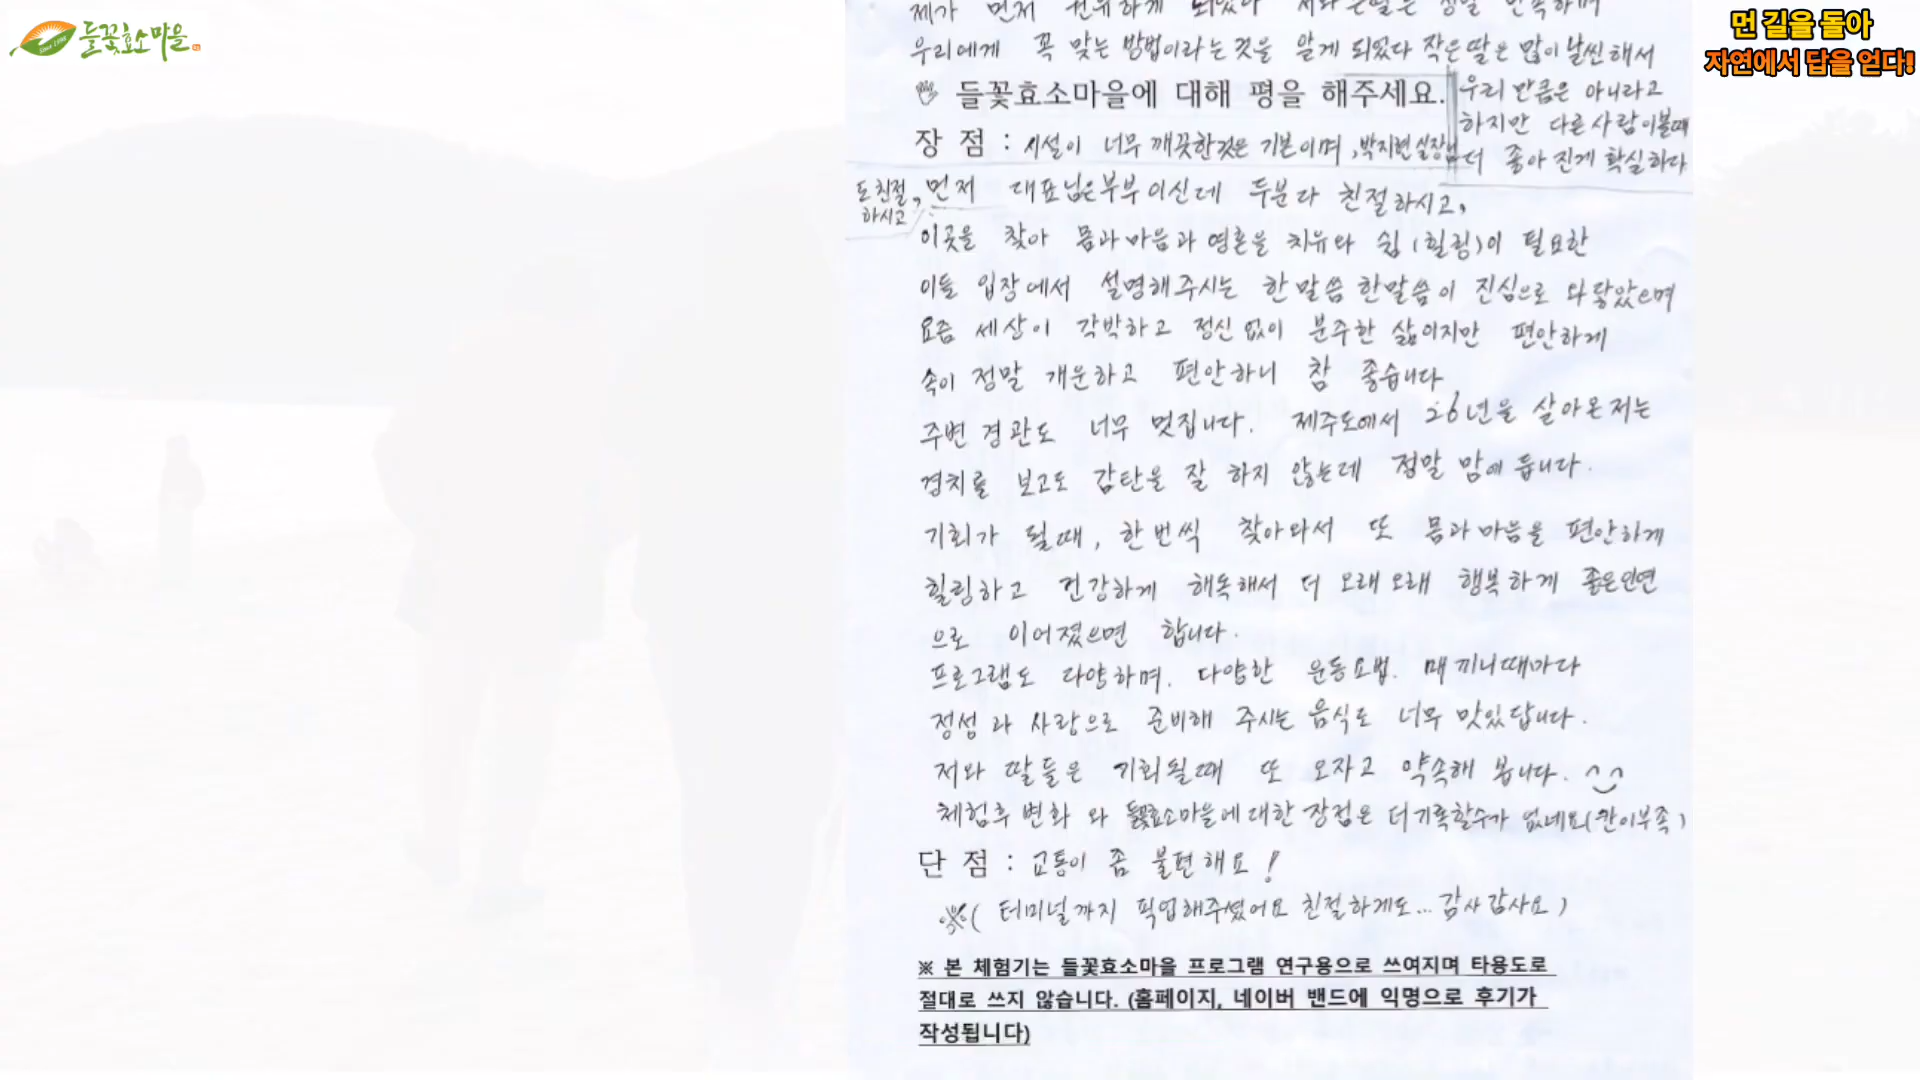 들꽃효소마을
먼 길을 돌아
자연에서 답을 얻다!
제가 먼저 권유하게 되었다 저와 큰딸은 정말 만족하며
우리에게 꼭 맞는 방법이라는 것을 알게 되었다 작은 딸은 많이 날씬해서
우리 만큼은 아니라고
하지만 다른 사람이 볼때
더 좋아진게 확실하다
들꽃효소마을에 대해 평을 해주세요.
장 점 : 시설이 너무 깨끗한것은 기본이며, 박지현 실장님
도 친절
하시고,
먼저 대표님은 부부이신데 두분다 친절하시고,
이곳을 찾아 몸과 마음과 영혼을 치유와 쉼(힐링)이 필요한
이들 입장에서 설명해주시는 한말씀 한말씀이 진심으로 와닿았으며
요즘 세상이 각박하고 정신없이 분주한 삶이지만 편안하게
속이 정말 개운하고 편안하니 참 좋습니다
주변 경관도 너무 멋집니다. 제주도에서 26년을 살아온 저는
경치를 보고도 감탄을 잘 하지 않는데 정말 맘에 듭니다.
기회가 될때, 한번씩 찾아와서 또 몸과 마음을 편안하게
힐링하고 건강하게 해독해서 더 오래오래 행복하게 좋은인연
으로 이어졌으면 합니다.
프로그램도 다양하며. 다양한 운동요법. 매 끼니때마다
정성과 사랑으로 준비해 주시는 음식도 너무 맛있답니다.
저와 딸들은 기회될때 또 오자고 약속해 봅니다.
체험후 변화 와 들꽃효소마을에 대한 장점은 더 기록할수가 없네요(칸이부족)
단 점 : 교통이 좀 불편해요!
※( 터미널까지 픽업해주셨어요 친절하게도... 감사감사요 )
※ 본 체험기는 들꽃효소마을 프로그램 연구용으로 쓰여지며 타용도로
절대로 쓰지 않습니다. (홈페이지, 네이버 밴드에 익명으로 후기가
작성됩니다)